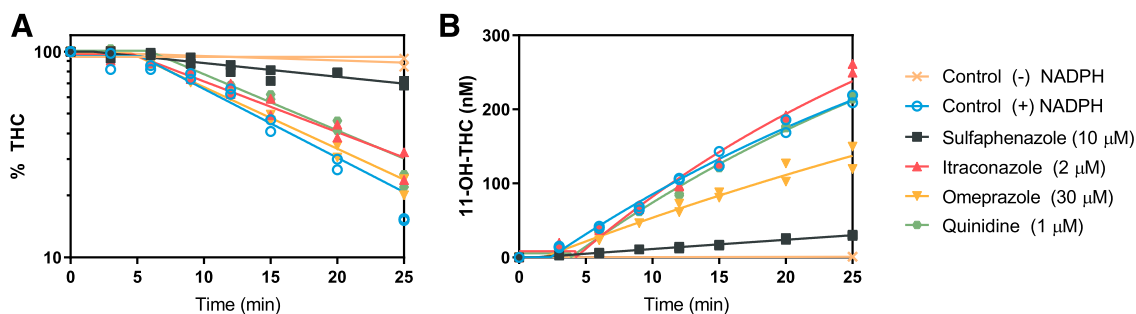 A
B
% THC
100
10
0
5
10
15
20
25
Time (min)
11-OH-THC (nM)
300
200
100
0
0
5
10
15
20
25
Time (min)
Control (-) NADPH
Control (+) NADPH
Sulfaphenazole (10 μM)
Itraconazole (2 μM)
Omeprazole (30 μM)
Quinidine (1 μM)